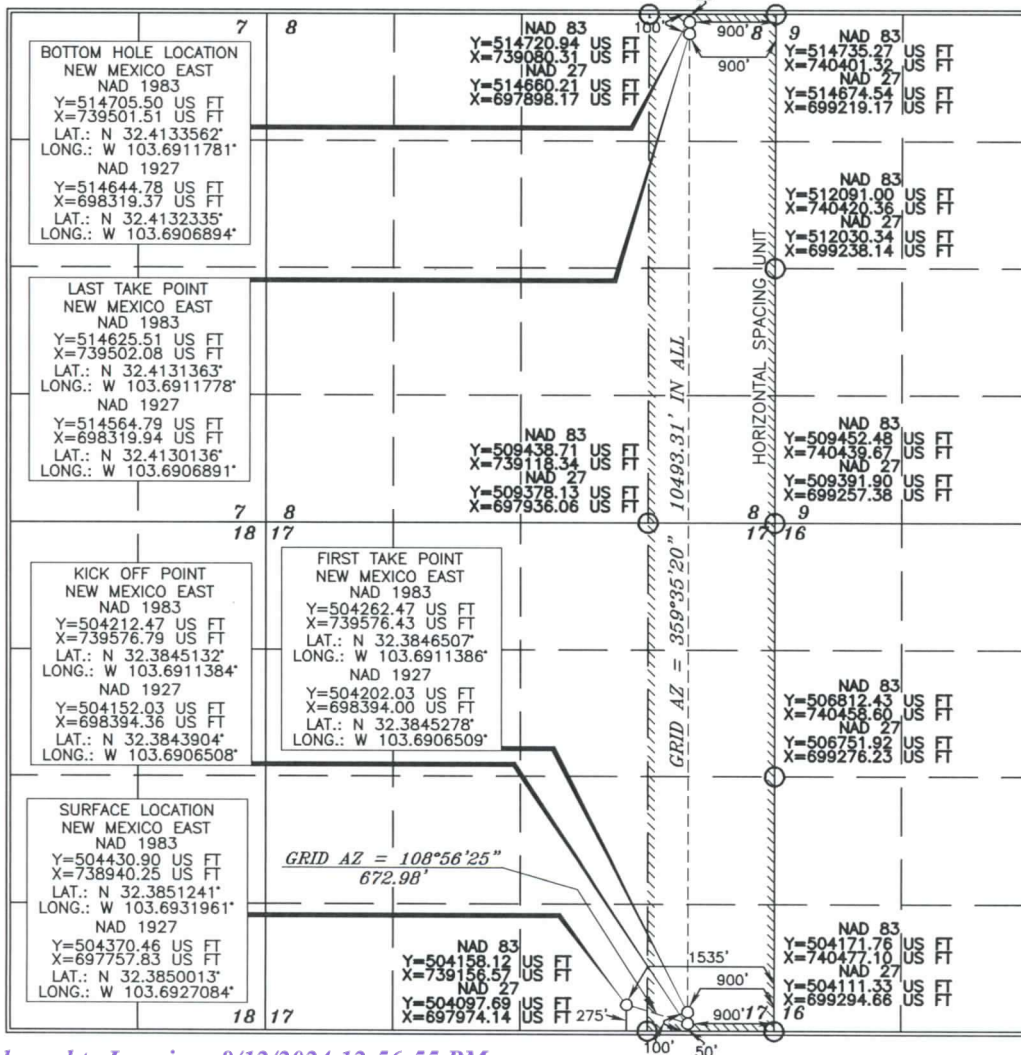 7 8
BOTTOM HOLE LOCATION
NEW MEXICO EAST
NAD 1983
Y=514705.50 US FT
X=739501.51 US FT
LAT.: N 32.4133562°
LONG.: W 103.6911781°
NAD 1927
Y=514644.78 US FT
X=698319.37 US FT
LAT.: N 32.4132335°
LONG.: W 103.6906894°
NAD 83
Y=514720.94 US FT
X=739080.31 US FT
NAD 27
Y=514660.21 US FT
X=697898.17 US FT
100'
900'
900'
8 9
NAD 83
Y=514735.27 US FT
X=740401.32 US FT
NAD 27
Y=514674.54 US FT
X=699219.17 US FT
NAD 83
Y=512091.00 US FT
X=740420.36 US FT
NAD 27
Y=512030.34 US FT
X=699238.14 US FT
LAST TAKE POINT
NEW MEXICO EAST
NAD 1983
Y=514625.51 US FT
X=739502.08 US FT
LAT.: N 32.4131363°
LONG.: W 103.6911778°
NAD 1927
Y=514564.79 US FT
X=698319.94 US FT
LAT.: N 32.4130136°
LONG.: W 103.6906891°
HORIZONTAL SPACING UNIT
GRID AZ = 359°35'20" 10493.31' IN ALL
NAD 83
Y=509438.71 US FT
X=739118.34 US FT
NAD 27
Y=509378.13 US FT
X=697936.06 US FT
NAD 83
Y=509452.48 US FT
X=740439.67 US FT
NAD 27
Y=509391.90 US FT
X=699257.38 US FT
7 8
18 17
8 9
17 16
KICK OFF POINT
NEW MEXICO EAST
NAD 1983
Y=504212.47 US FT
X=739576.79 US FT
LAT.: N 32.3845132°
LONG.: W 103.6911384°
NAD 1927
Y=504152.03 US FT
X=698394.36 US FT
LAT.: N 32.3843904°
LONG.: W 103.6906508°
FIRST TAKE POINT
NEW MEXICO EAST
NAD 1983
Y=504262.47 US FT
X=739576.43 US FT
LAT.: N 32.3846507°
LONG.: W 103.6911386°
NAD 1927
Y=504202.03 US FT
X=698394.00 US FT
LAT.: N 32.3845278°
LONG.: W 103.6906509°
NAD 83
Y=506812.43 US FT
X=740458.60 US FT
NAD 27
Y=506751.92 US FT
X=699276.23 US FT
SURFACE LOCATION
NEW MEXICO EAST
NAD 1983
Y=504430.90 US FT
X=738940.25 US FT
LAT.: N 32.3851241°
LONG.: W 103.6931961°
NAD 1927
Y=504370.46 US FT
X=697757.83 US FT
LAT.: N 32.3850013°
LONG.: W 103.6927084°
GRID AZ = 108°56'25"
672.98'
NAD 83
Y=504158.12 US FT
X=739156.57 US FT
NAD 27
Y=504097.69 US FT
X=697974.14 US FT
275'
1535'
900'
900'
100'
50'
NAD 83
Y=504171.76 US FT
X=740477.10 US FT
NAD 27
Y=504111.33 US FT
X=699294.66 US FT
18 17
17 16
9/12/2024 12:56:55 PM